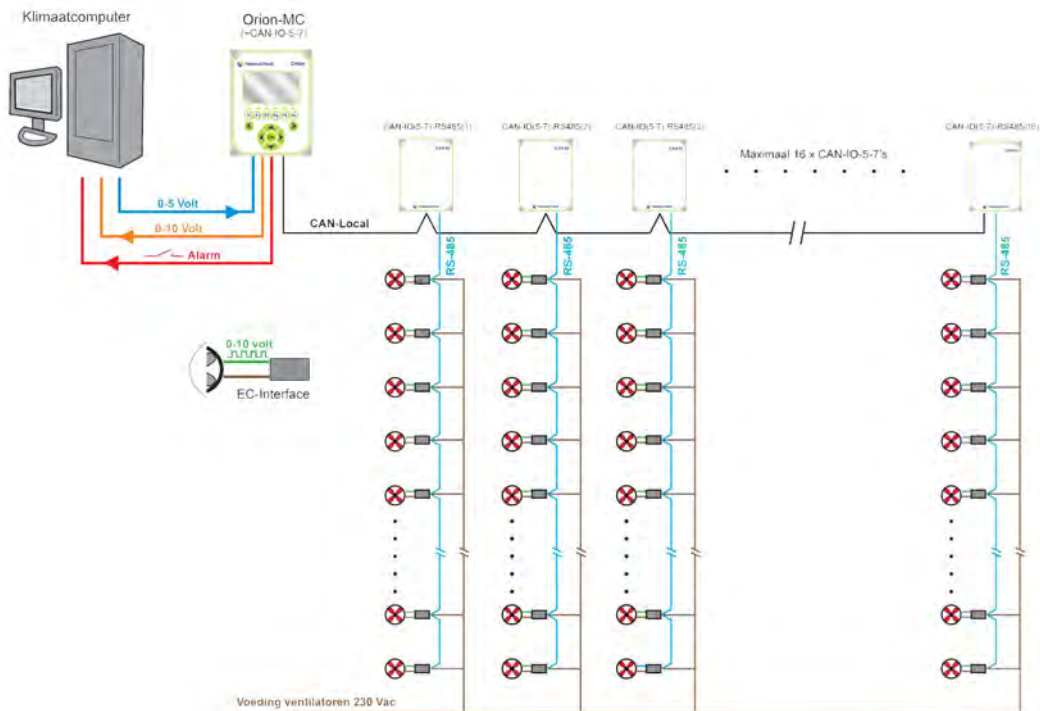 Klimaatcomputer
Orion-MC
(+CAN-IO-5-7)
CAN-IO(5-7)-RS485(1)
CAN-IO(5-7)-RS485(2)
CAN-IO(5-7)-RS485(3)
CAN-IO(5-7)-RS485(16)
Maximaal 16 x CAN-IO-5-7's
0-5 Volt
0-10 Volt
Alarm
CAN-Local
RS-485
RS-485
RS-485
RS-485
0-10 volt
EC-Interface
Voeding ventilatoren 230 Vac